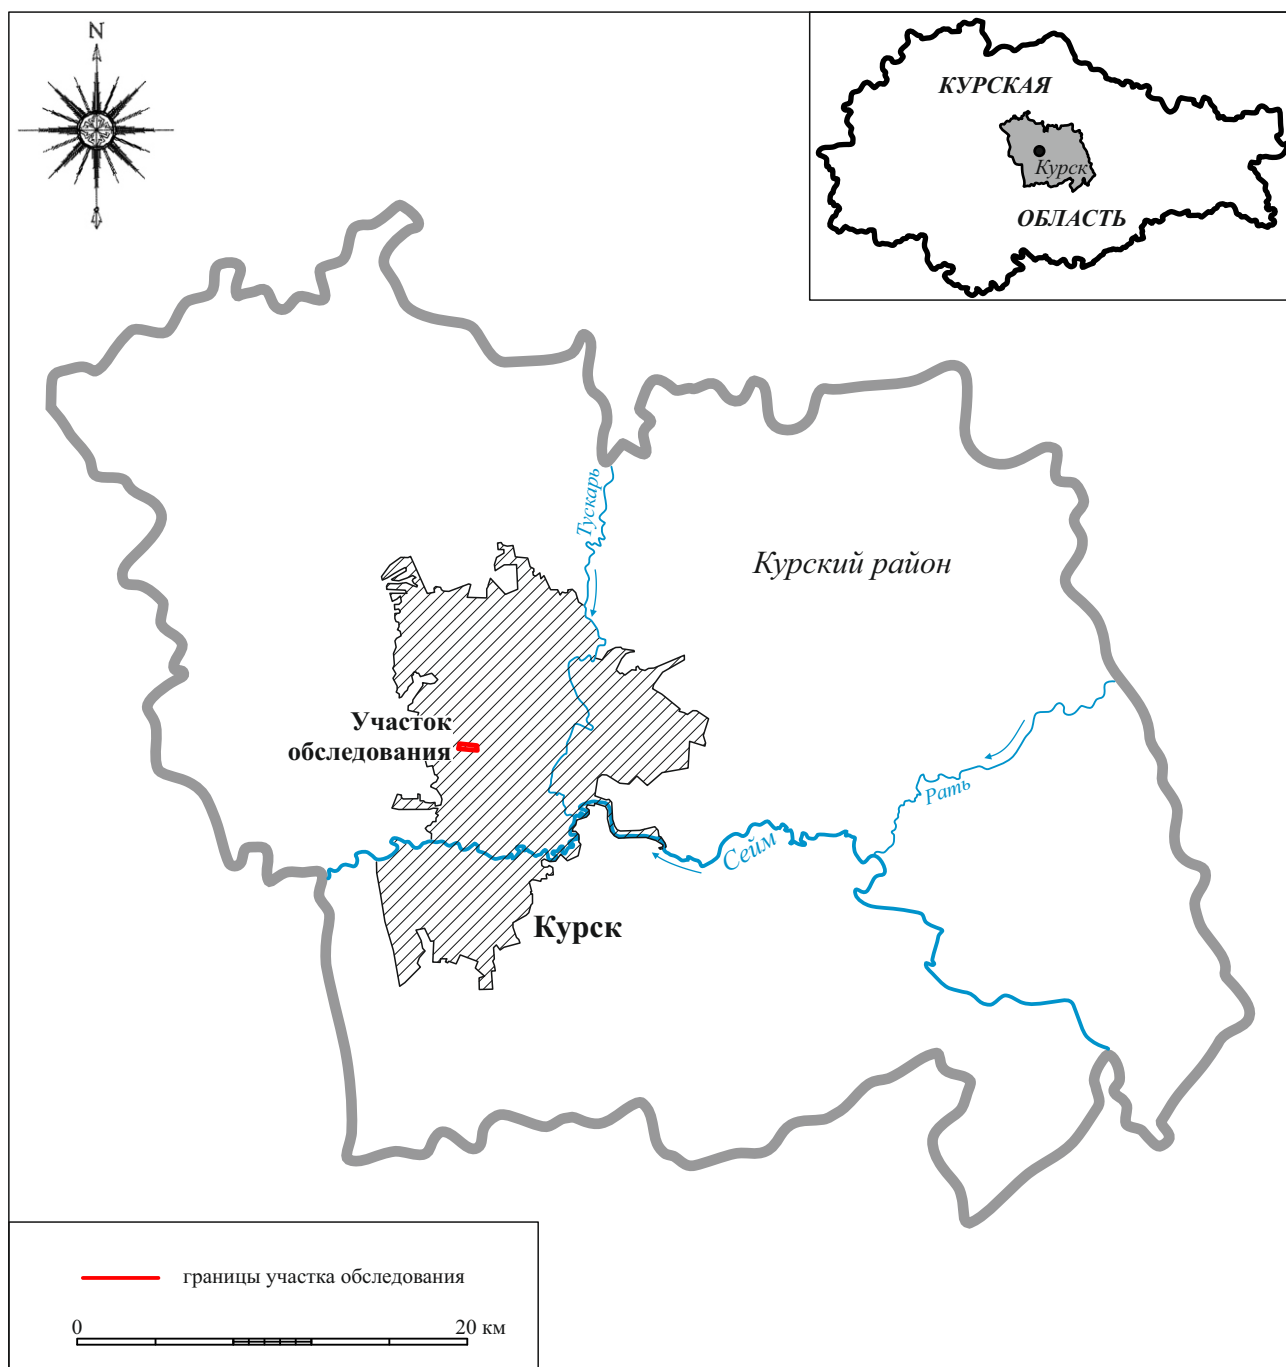 N
КУРСКАЯ
Курск
ОБЛАСТЬ
Тускарь
Курский район
Участок
обследования
Рать
Сейм
Курск
границы участка обследования
0 20 км